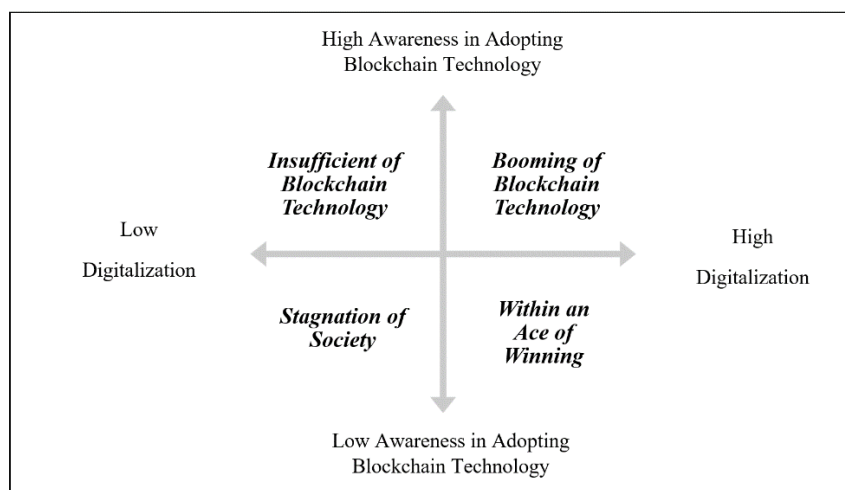 High Awareness in Adopting
Blockchain Technology
Insufficient of
Blockchain
Technology
Booming of
Blockchain
Technology
Low
Digitalization
High
Digitalization
Stagnation of
Society
Within an
Ace of
Winning
Low Awareness in Adopting
Blockchain Technology